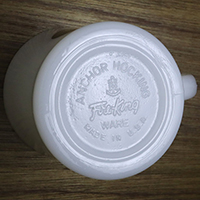 ANCHOR HOCKING
Fire-King
WARE
MADE IN U.S.A